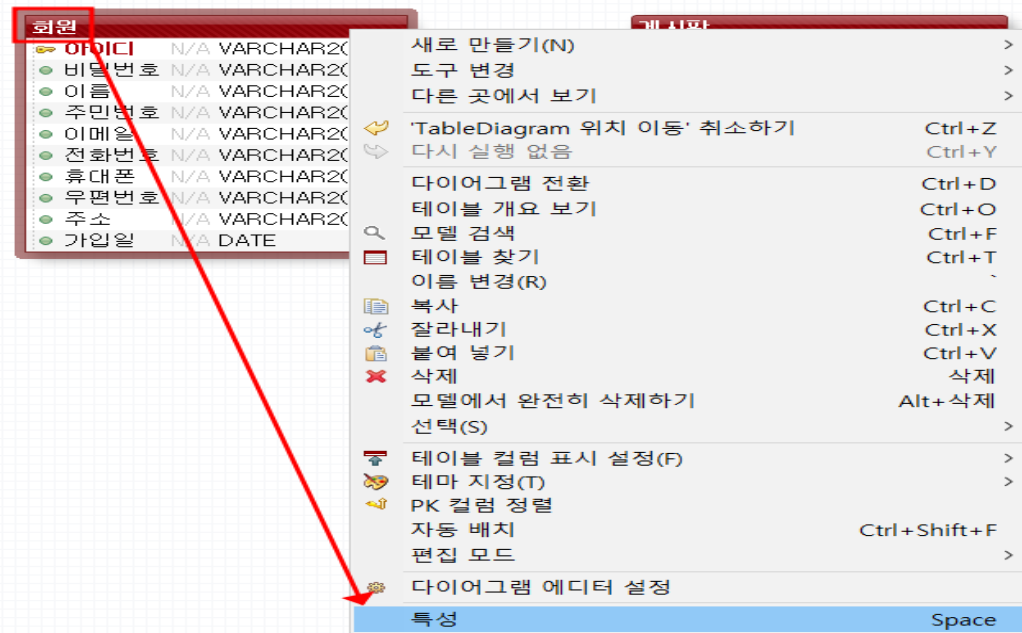 회원
아이디 N/A VARCHAR2(
비밀번호 N/A VARCHAR2(
이름 N/A VARCHAR2(
주민번호 N/A VARCHAR2(
이메일 N/A VARCHAR2(
전화번호 N/A VARCHAR2(
휴대폰 N/A VARCHAR2(
우편번호 N/A VARCHAR2(
주소 N/A VARCHAR2(
가입일 N/A DATE
게시판
새로 만들기(N) >
도구 변경 >
다른 곳에서 보기 >
'TableDiagram 위치 이동' 취소하기 Ctrl+Z
다시 실행 없음 Ctrl+Y
다이어그램 전환 Ctrl+D
테이블 개요 보기 Ctrl+O
모델 검색 Ctrl+F
테이블 찾기 Ctrl+T
이름 변경(R) `
복사 Ctrl+C
잘라내기 Ctrl+X
붙여 넣기 Ctrl+V
삭제 삭제
모델에서 완전히 삭제하기 Alt+삭제
선택(S) >
테이블 컬럼 표시 설정(F) >
테마 지정(T) >
PK 컬럼 정렬
자동 배치 Ctrl+Shift+F
편집 모드 >
다이어그램 에디터 설정
특성 Space